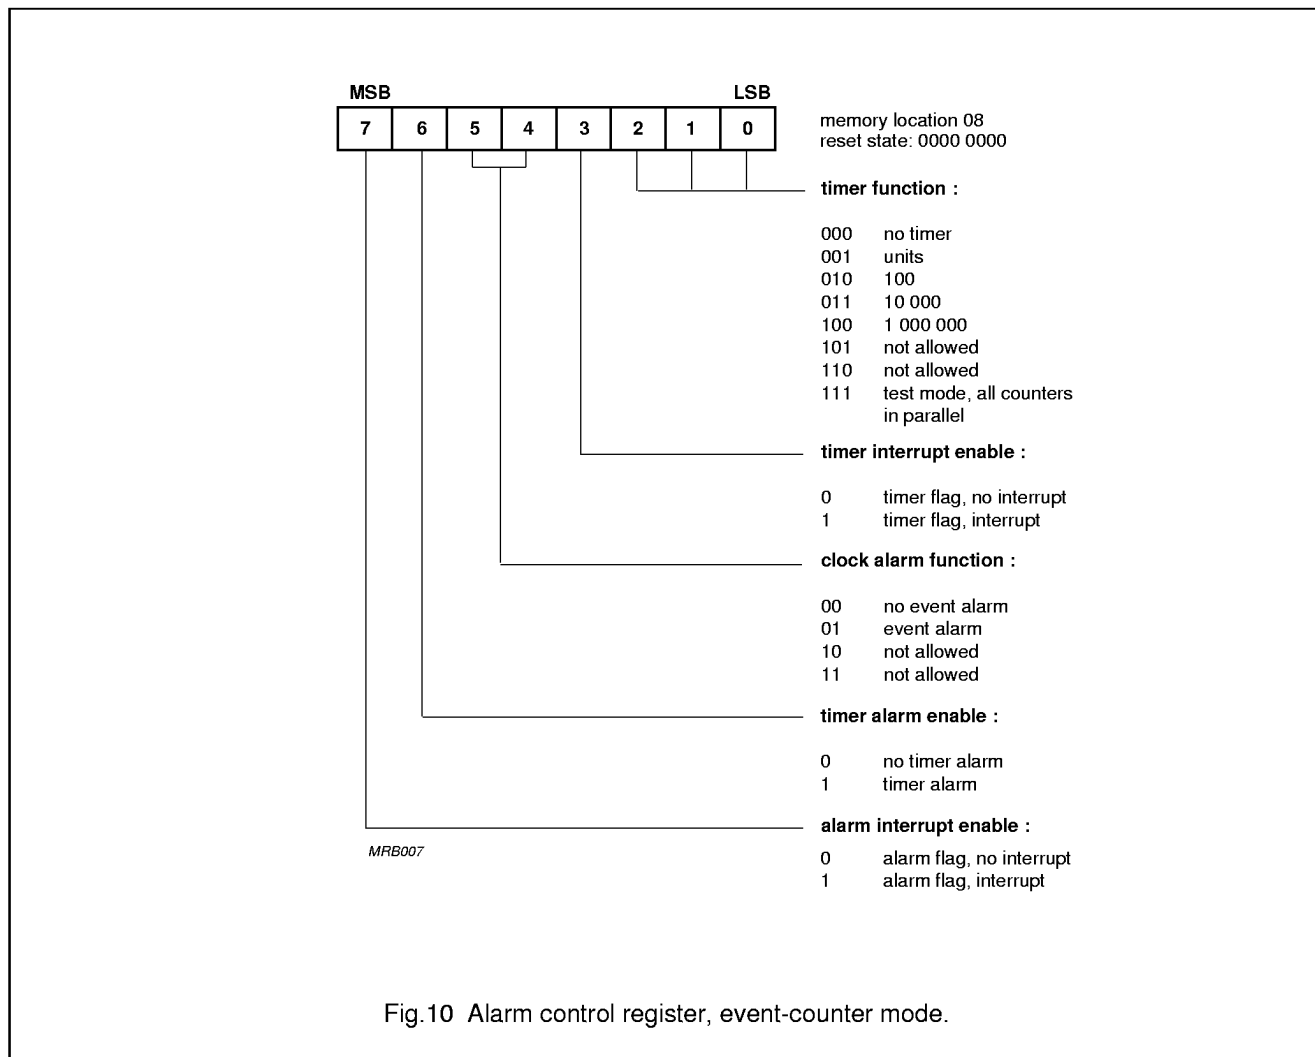 MSB LSB
7 6 5 4 3 2 1 0
memory location 08
reset state: 0000 0000
timer function :
000 no timer
001 units
010 100
011 10 000
100 1 000 000
101 not allowed
110 not allowed
111 test mode, all counters
in parallel
timer interrupt enable :
0 timer flag, no interrupt
1 timer flag, interrupt
clock alarm function :
00 no event alarm
01 event alarm
10 not allowed
11 not allowed
timer alarm enable :
0 no timer alarm
1 timer alarm
alarm interrupt enable :
MRB007
0 alarm flag, no interrupt
1 alarm flag, interrupt
Fig.10 Alarm control register, event-counter mode.